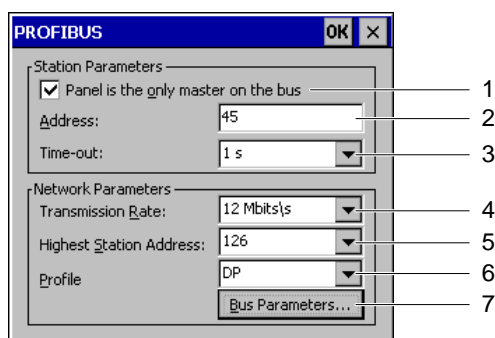 PROFIBUS OK ×
Station Parameters
Panel is the only master on the bus 1
Address: 45 2
Time-out: 1 s 3
Network Parameters
Transmission Rate: 12 Mbits\s 4
Highest Station Address: 126 5
Profile DP 6
Bus Parameters... 7